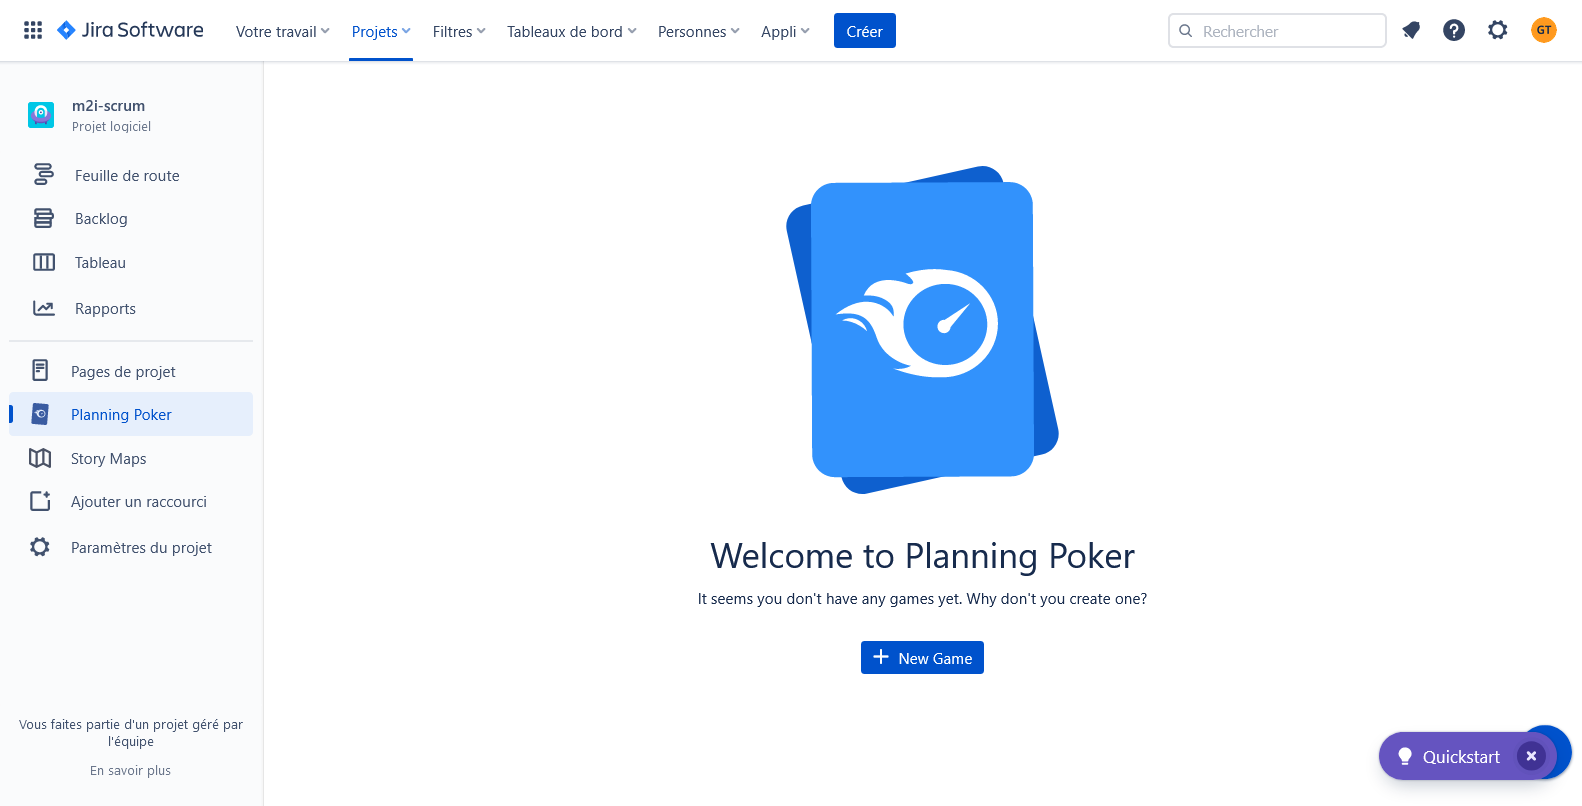 Jira Software
Votre travail
Projets
Filtres
Tableaux de bord
Personnes
Appli
Créer
Rechercher
GT
m2i-scrum
Projet logiciel
Feuille de route
Backlog
Tableau
Rapports
Pages de projet
Planning Poker
Story Maps
Ajouter un raccourci
Paramètres du projet
Vous faites partie d'un projet géré par
l'équipe
En savoir plus
Welcome to Planning Poker
It seems you don't have any games yet. Why don't you create one?
New Game
Quickstart